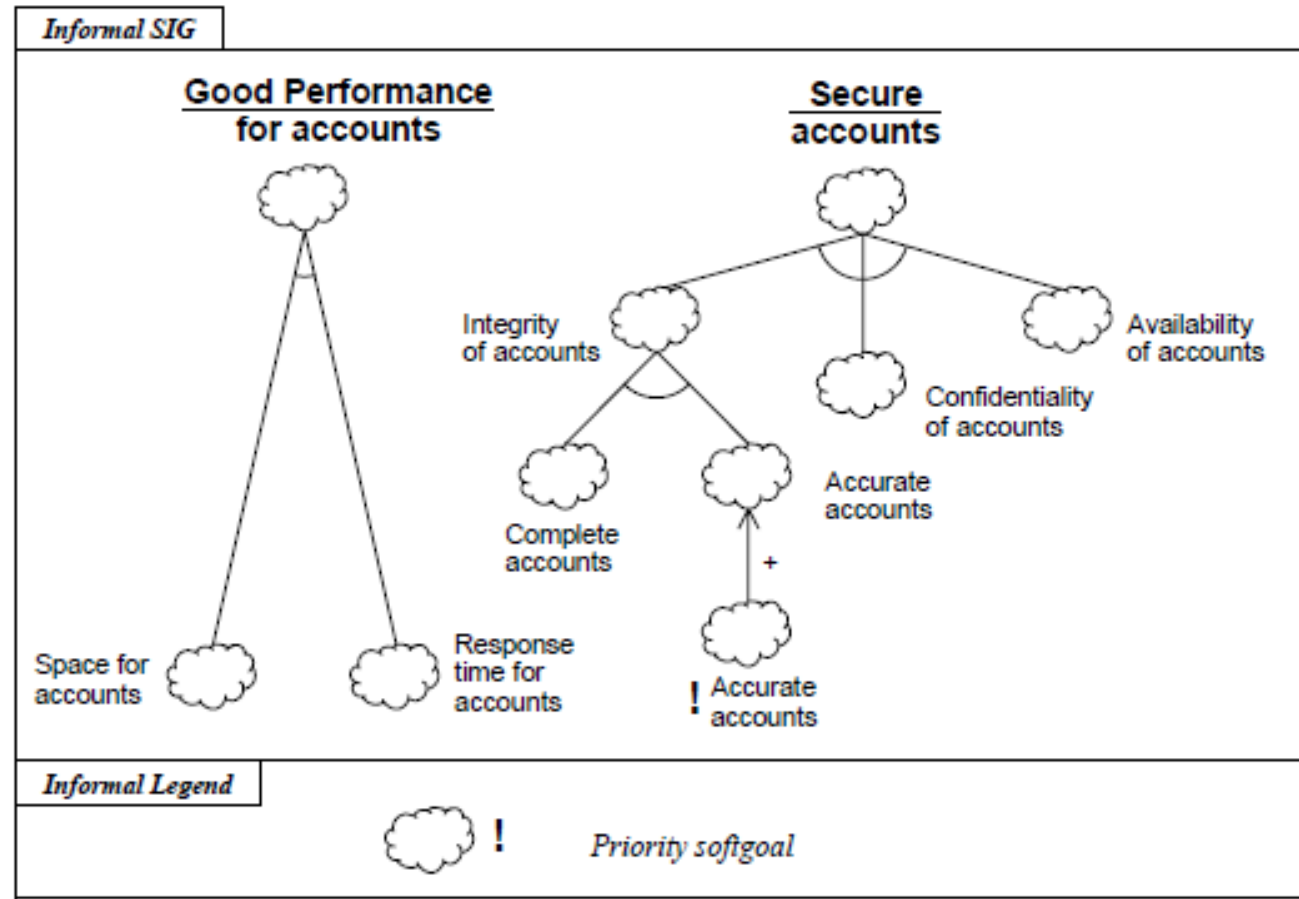 Informal SIG
Good Performance
for accounts
Secure
accounts
Integrity
of accounts
Availability
of accounts
Confidentiality
of accounts
Accurate
accounts
Complete
accounts
+
Space for
accounts
Response
time for
accounts
! Accurate
accounts
Informal Legend
! Priority softgoal